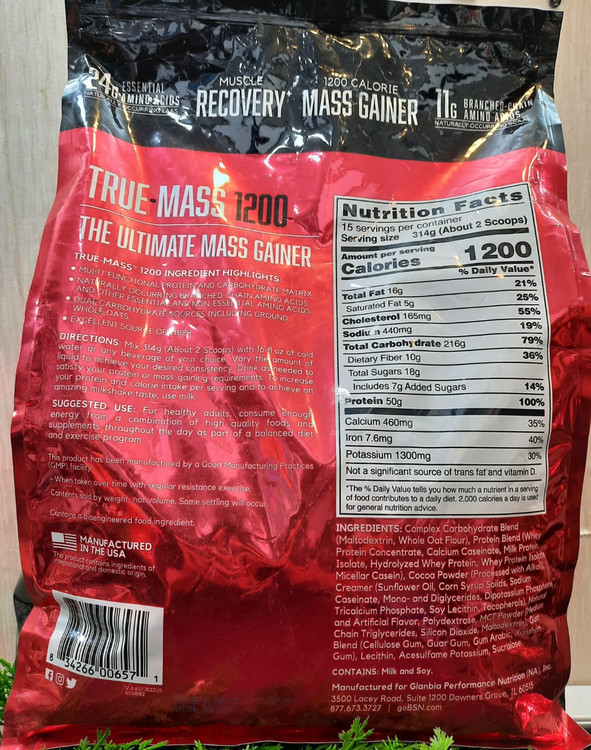 24G ESSENTIAL
AMINO ACIDS
NATURALLY OCCURRING EAAS
MUSCLE
RECOVERY+
1200 CALORIE
MASS GAINER
11G BRANCHED-CHAIN
AMINO ACIDS
NATURALLY OCCURRING
TRUE-MASS 1200
THE ULTIMATE MASS GAINER
TRUE-MASS® 1200 INGREDIENT HIGHLIGHTS
• MULTI-FUNCTIONAL PROTEIN AND CARBOHYDRATE MATRIX
• NATURALLY OCCURRING BRANCHED-CHAIN AMINO ACIDS
AND OTHER ESSENTIAL AND NON-ESSENTIAL AMINO ACIDS
• DUAL CARBOHYDRATE SOURCES INCLUDING GROUND
WHOLE OATS
• EXCELLENT SOURCE OF FIBER
DIRECTIONS: Mix 314g (About 2 Scoops) with 16 fl oz of cold
water or any beverage of your choice. Vary the amount of
liquid to achieve your desired consistency. Drink as needed to
satisfy your protein or mass gaining requirements. To increase
your protein and calorie intake per serving and to achieve an
amazing milkshake taste, use milk.
SUGGESTED USE: For healthy adults, consume enough
energy from a combination of high quality foods and
supplements throughout the day as part of a balanced diet
and exercise program.
This product has been manufactured by a Good Manufacturing Practices
(GMP) facility
+ When taken over time with regular resistance exercise.
Contents sold by weight, not volume. Some settling will occur.
Contains a bioengineered food ingredient.
MANUFACTURED
IN THE USA
This product contains ingredients of
international and domestic origin.
8 34266 00657 1
Nutrition Facts
15 servings per container
Serving size 314g (About 2 Scoops)
Amount per serving
Calories 1200
% Daily Value*
Total Fat 16g 21%
Saturated Fat 5g 25%
Cholesterol 165mg 55%
Sodium 440mg 19%
Total Carbohydrate 216g 79%
Dietary Fiber 10g 36%
Total Sugars 18g
Includes 7g Added Sugars 14%
Protein 50g 100%
Calcium 460mg 35%
Iron 7.6mg 40%
Potassium 1300mg 30%
Not a significant source of trans fat and vitamin D.
*The % Daily Value tells you how much a nutrient in a serving
of food contributes to a daily diet. 2,000 calories a day is used
for general nutrition advice.
INGREDIENTS: Complex Carbohydrate Blend
(Maltodextrin, Whole Oat Flour), Protein Blend (Whey
Protein Concentrate, Calcium Caseinate, Milk Protein
Isolate, Hydrolyzed Whey Protein, Whey Protein Isolate,
Micellar Casein), Cocoa Powder (Processed with Alkali),
Creamer (Sunflower Oil, Corn Syrup Solids, Sodium
Caseinate, Mono- and Diglycerides, Dipotassium Phosphate,
Tricalcium Phosphate, Soy Lecithin, Tocopherols), Natural
and Artificial Flavor, Polydextrose, MCT Powder (Medium
Chain Triglycerides, Silicon Dioxide, Maltodextrin), Gum
Blend (Cellulose Gum, Guar Gum, Gum Arabic, Xanthan
Gum), Lecithin, Acesulfame Potassium, Sucralose
CONTAINS: Milk and Soy.
Manufactured for Glanbia Performance Nutrition (NA), Inc.
3500 Lacey Road, Suite 1200 Downers Grove, IL 60515
877.673.3727 | goBSN.com